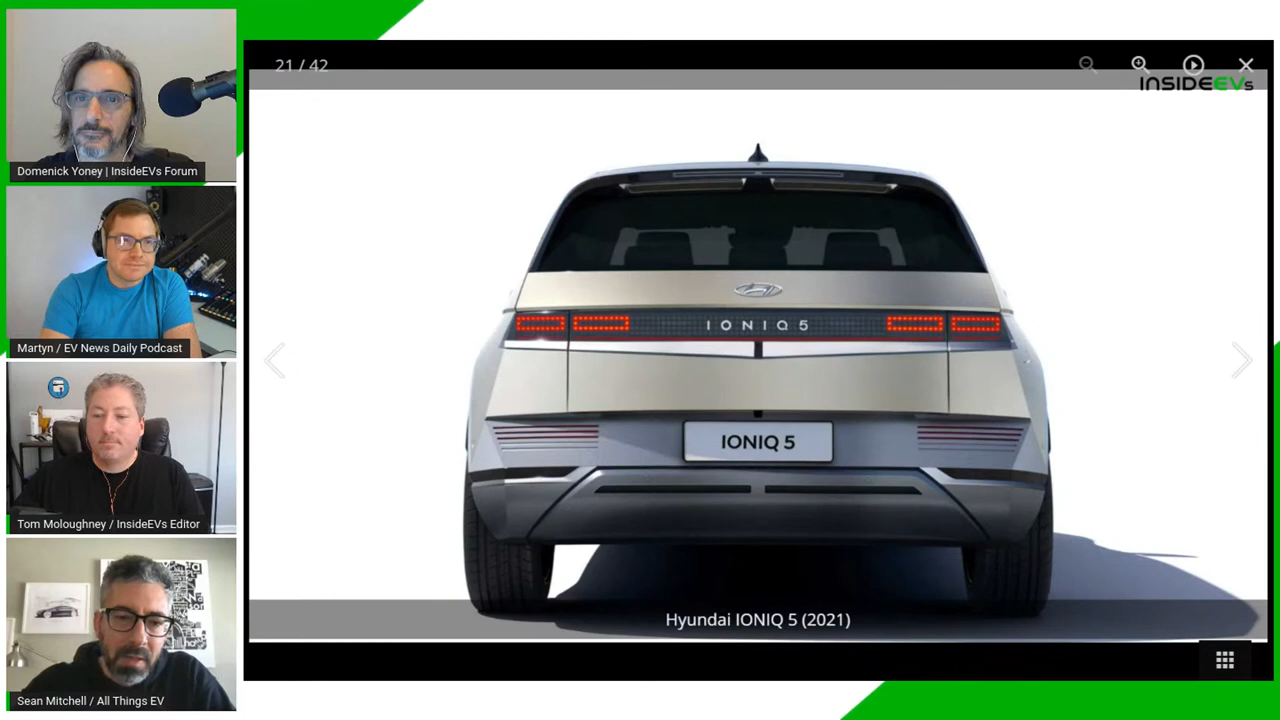 Domenick Yoney | InsideEVs Forum
Martyn / EV News Daily Podcast
Tom Moloughney / InsideEVs Editor
Sean Mitchell / All Things EV
21 / 42
INSIDEEVs
IONIQ 5
IONIQ 5
Hyundai IONIQ 5 (2021)